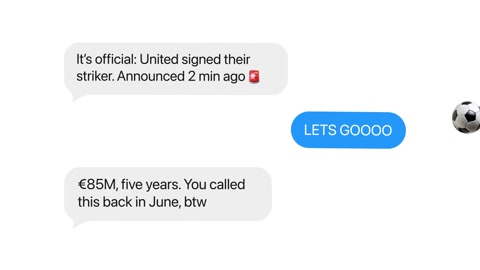 It’s official: United signed their
striker. Announced 2 min ago 🚨
LETS GOOOO
€85M, five years. You called
this back in June, btw